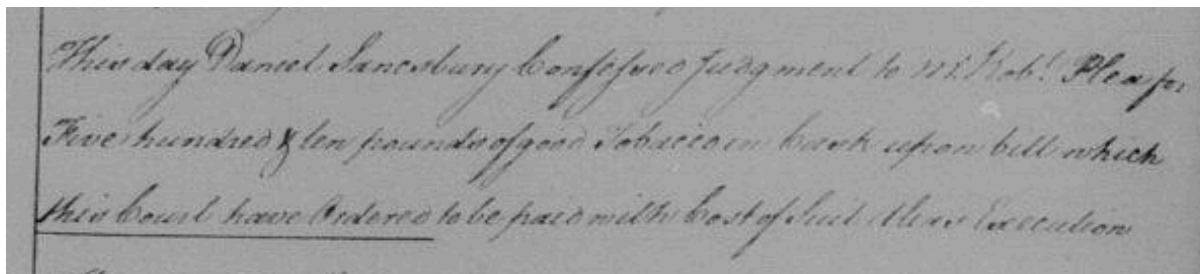 This day Daniel Sanesbury Confessed Judgment to Mr. Robt. Plea for
Five hundred & ten pounds of good Tobacco in Cask upon bill which
this Court have Ordered to be paid with Cost of Suit Alias Execution